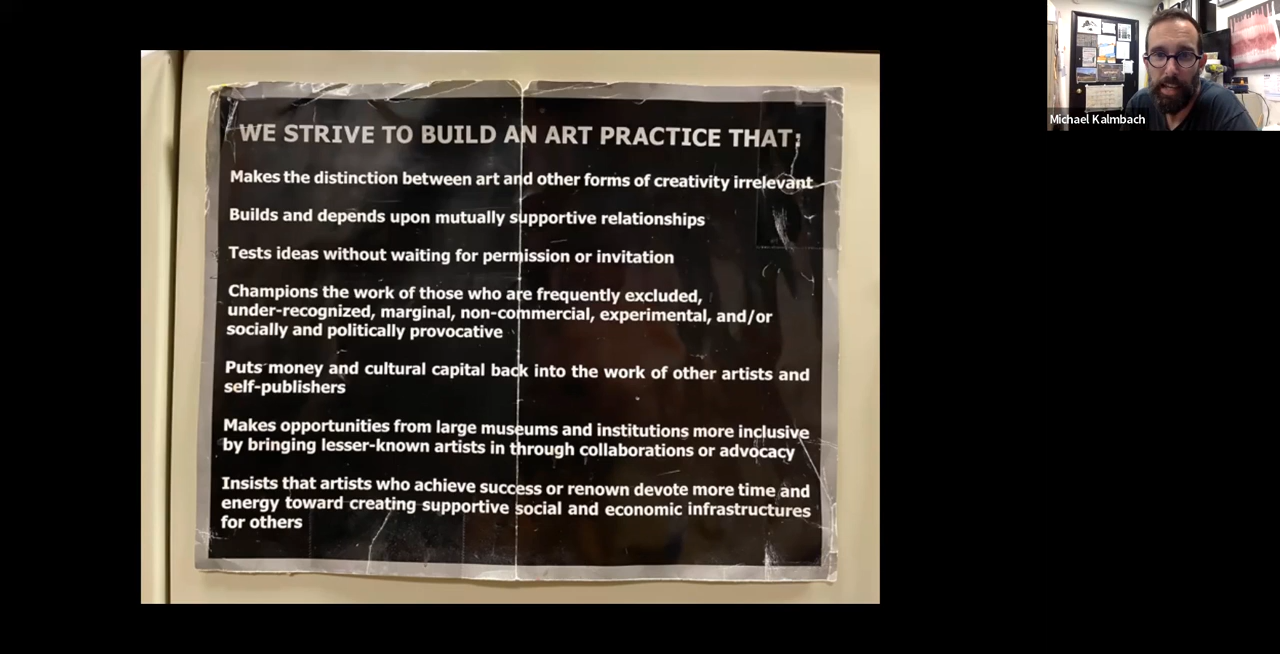 WE STRIVE TO BUILD AN ART PRACTICE THAT:
Makes the distinction between art and other forms of creativity irrelevant
Builds and depends upon mutually supportive relationships
Tests ideas without waiting for permission or invitation
Champions the work of those who are frequently excluded,
under-recognized, marginal, non-commercial, experimental, and/or
socially and politically provocative
Puts money and cultural capital back into the work of other artists and
self-publishers
Makes opportunities from large museums and institutions more inclusive
by bringing lesser-known artists in through collaborations or advocacy
Insists that artists who achieve success or renown devote more time and
energy toward creating supportive social and economic infrastructures
for others
Michael Kalmbach